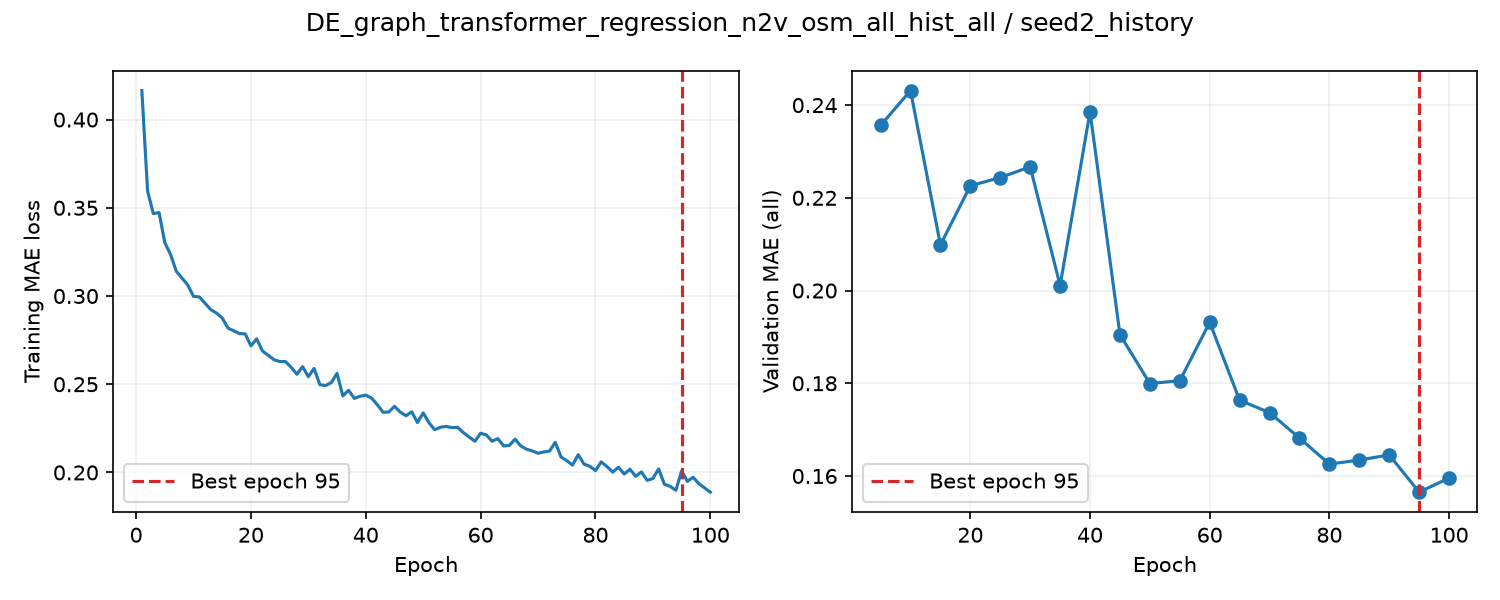 DE_graph_transformer_regression_n2v_osm_all_hist_all / seed2_history
Training MAE loss
0.40
0.35
0.30
0.25
0.20
Best epoch 95
0 20 40 60 80 100
Epoch
Validation MAE (all)
0.24
0.22
0.20
0.18
0.16
Best epoch 95
20 40 60 80 100
Epoch